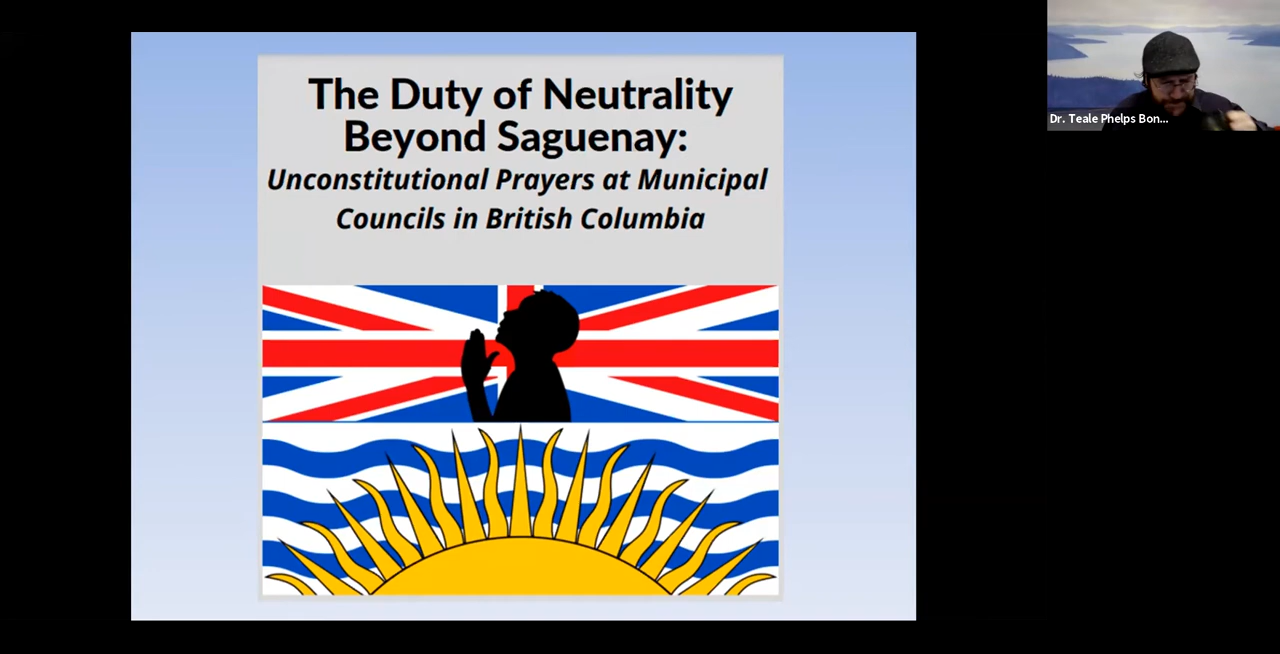 The Duty of Neutrality
Beyond Saguenay:
Unconstitutional Prayers at Municipal
Councils in British Columbia
Dr. Teale Phelps Bon...